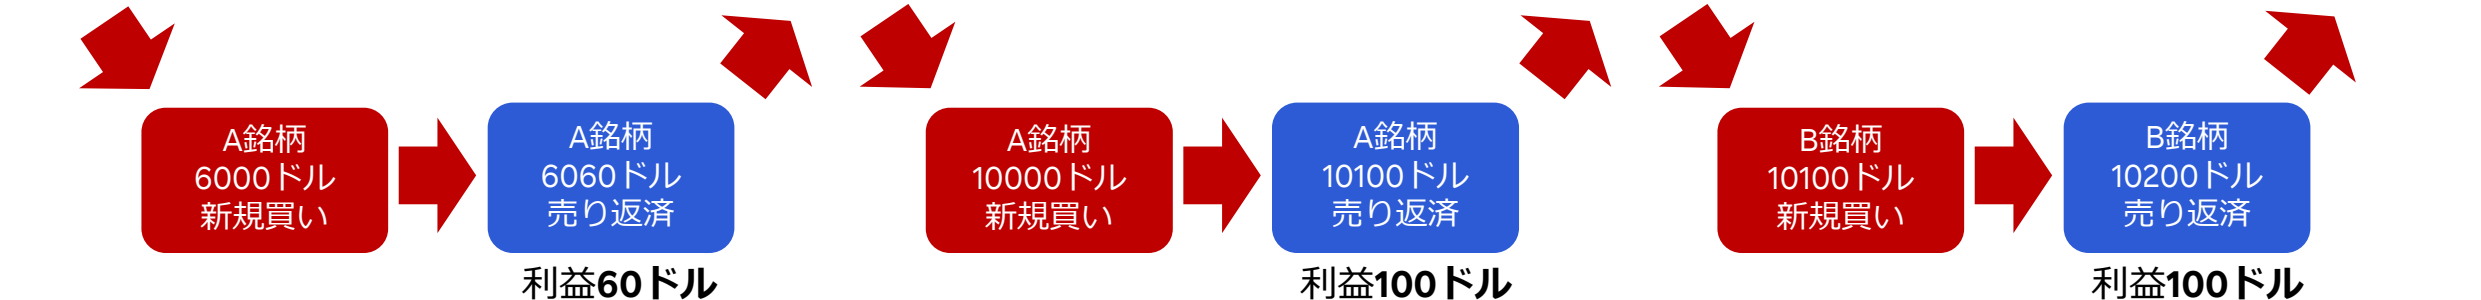 A銘柄
6000ドル
新規買い
A銘柄
6060ドル
売り返済
利益60ドル
A銘柄
10000ドル
新規買い
A銘柄
10100ドル
売り返済
利益100ドル
B銘柄
10100ドル
新規買い
B銘柄
10200ドル
売り返済
利益100ドル